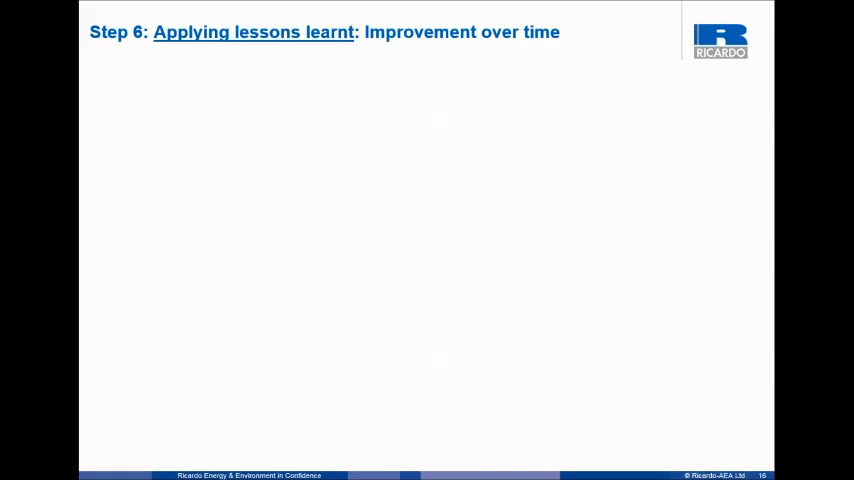 Step 6: Applying lessons learnt: Improvement over time
RICARDO
Ricardo Energy & Environment in Confidence
© Ricardo-AEA Ltd
16